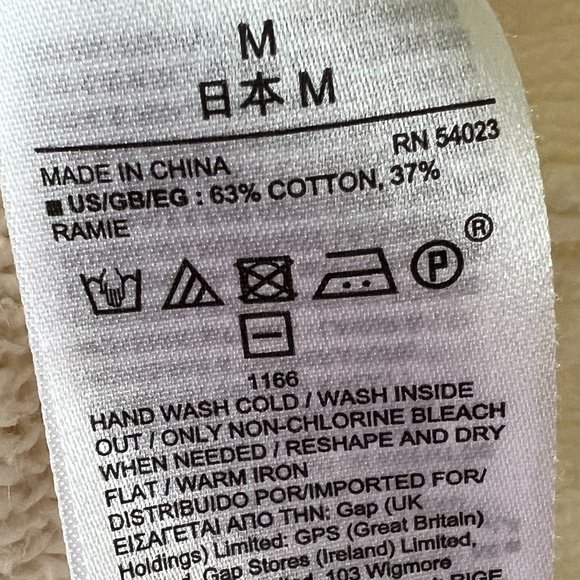 M
日本 M
RN 54023
MADE IN CHINA
■ US/GB/EG : 63% COTTON, 37%
RAMIE
P ®
1166
HAND WASH COLD / WASH INSIDE
OUT / ONLY NON-CHLORINE BLEACH
WHEN NEEDED / RESHAPE AND DRY
FLAT / WARM IRON
DISTRIBUIDO POR/IMPORTED FOR/
ΕΙΣΑΓΕΤΑΙ ΑΠΟ ΤΗΝ: Gap (UK
Holdings) Limited: GPS (Great Britain)
Gap Stores (Ireland) Limited,
103 Wigmore